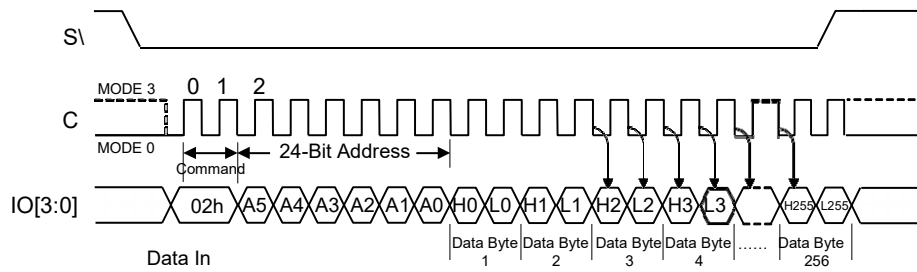 S\
MODE 3
0 1 2
C
MODE 0
24-Bit Address
Command
IO[3:0]
02h A5 A4 A3 A2 A1 A0 H0 L0 H1 L1 H2 L2 H3 L3 H255 L255
Data Byte 1
Data Byte 2
Data Byte 3
Data Byte 4
......
Data Byte 256
Data In